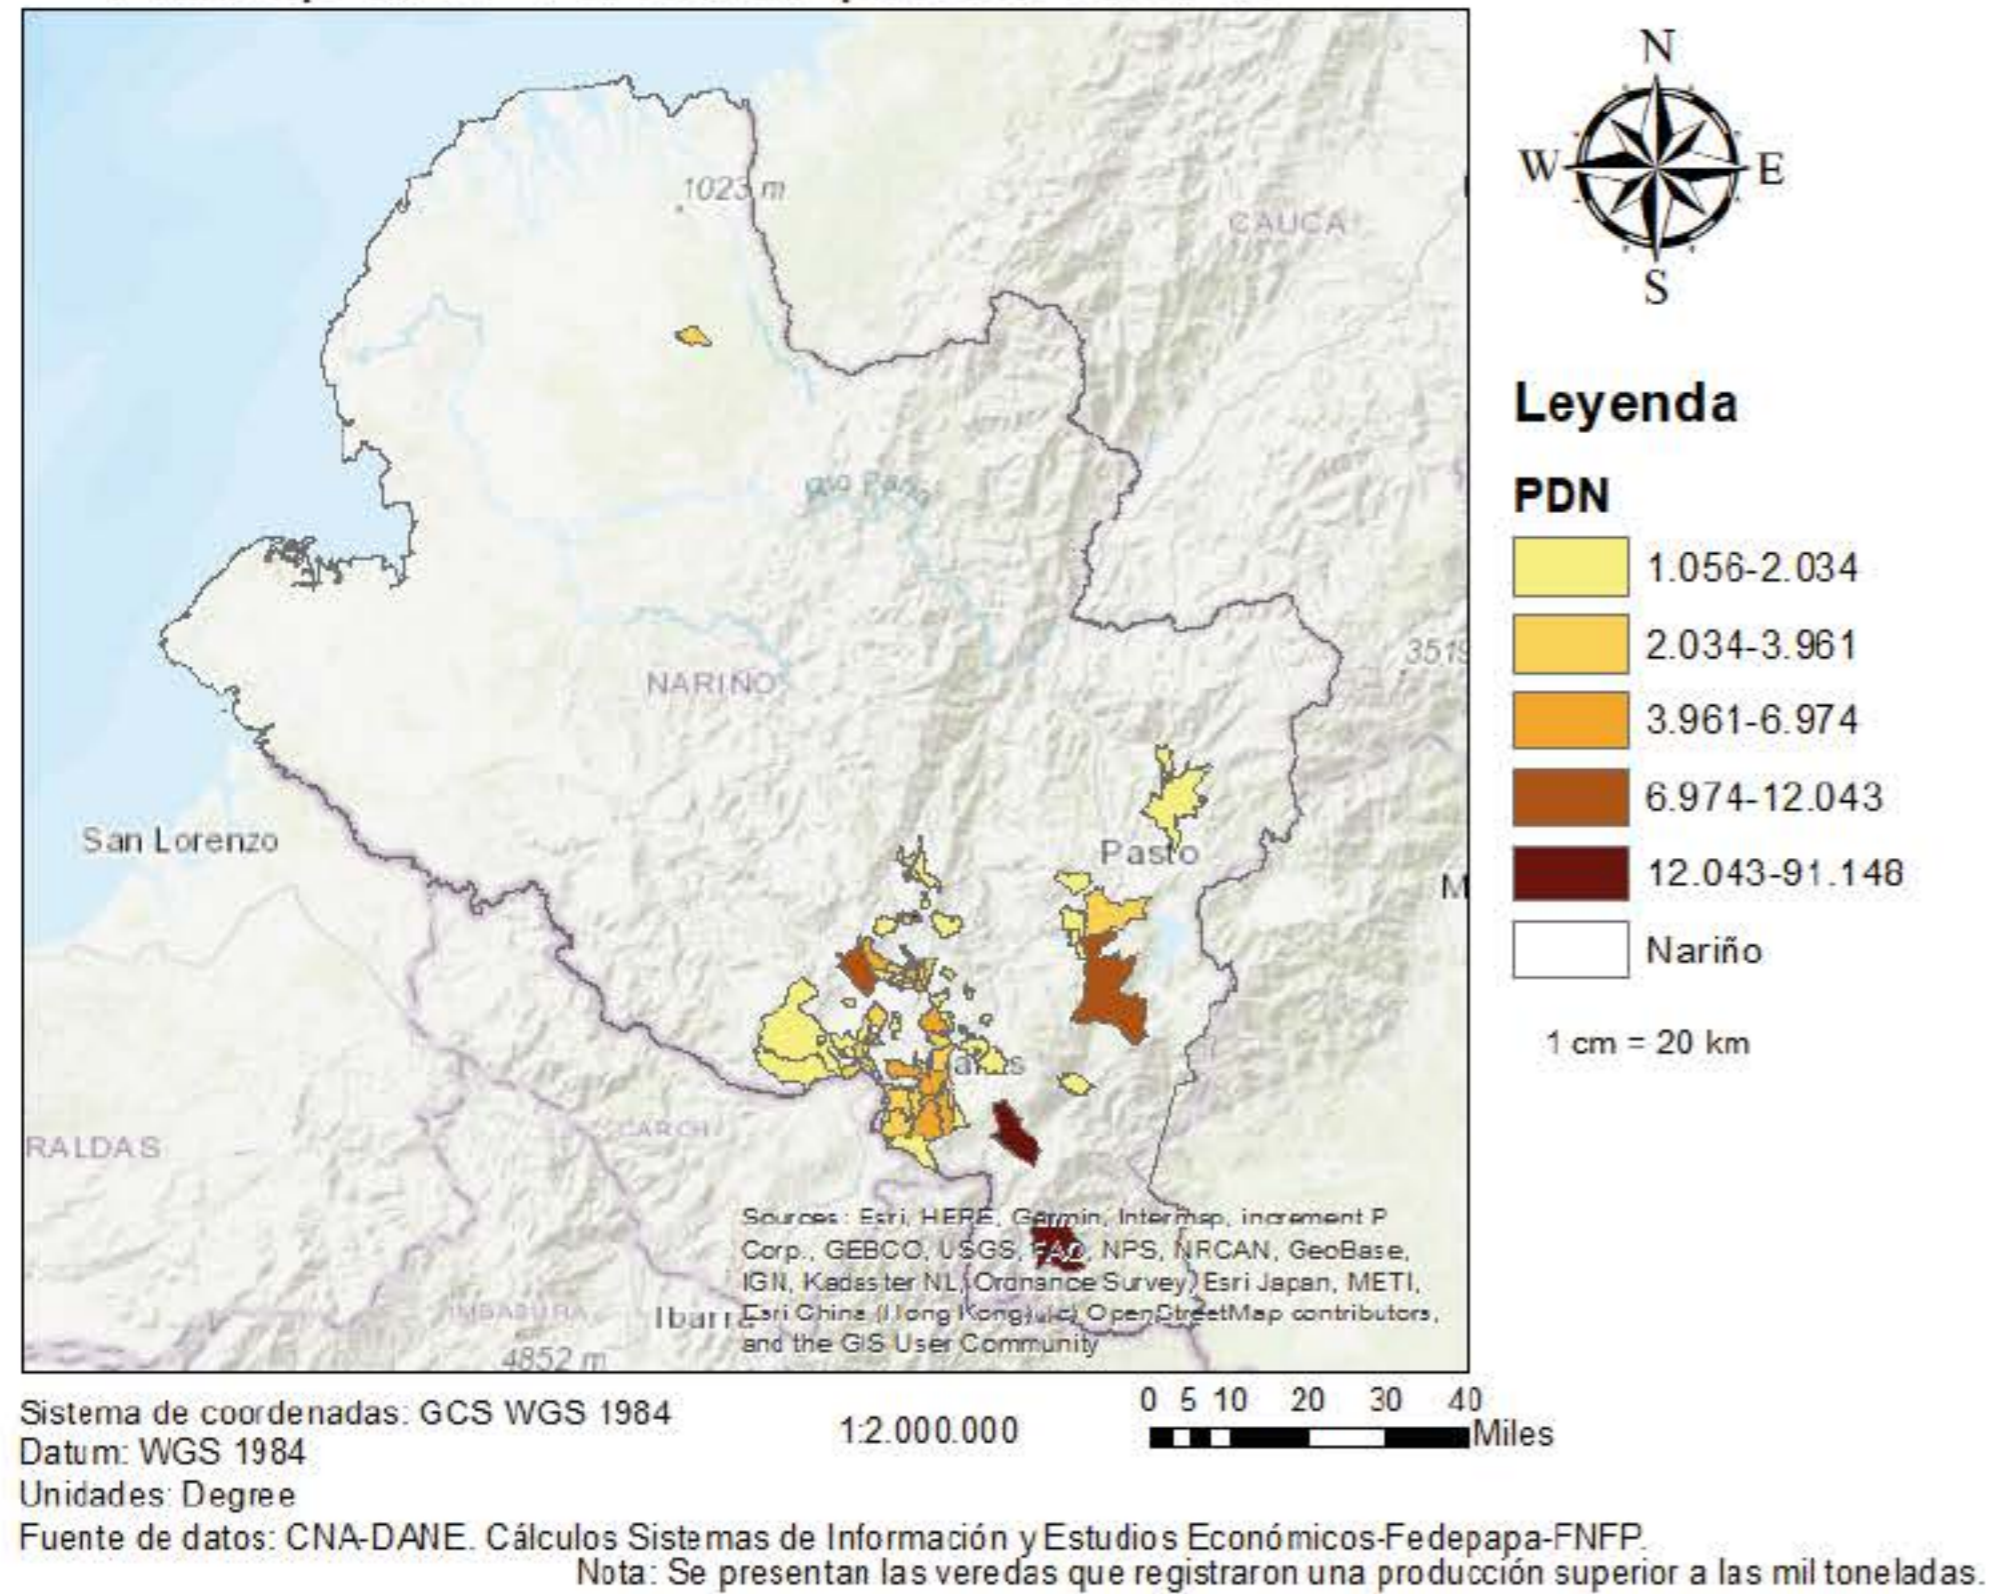 N
W
E
S
1023 m
CAUCA
Leyenda
PDN
1.056-2.034
2.034-3.961
3.961-6.974
6.974-12.043
12.043-91.148
Nariño
1 cm = 20 km
Río Patía
NARIÑO
San Lorenzo
Pasto
M
CARCHI
RALDAS
IMBABURA
Ibarra
4852 m
Sources: Esri, HERE, Garmin, Intermap, increment P
Corp., GEBCO, USGS, FAO, NPS, NRCAN, GeoBase,
IGN, Kadaster NL, Ordnance Survey, Esri Japan, METI,
Esri China (Hong Kong), (c) OpenStreetMap contributors,
and the GIS User Community
Sistema de coordenadas: GCS WGS 1984
Datum: WGS 1984
Unidades: Degree
1:2.000.000
0 5 10 20 30 40
Miles
Fuente de datos: CNA-DANE. Cálculos Sistemas de Información y Estudios Económicos-Fedepapa-FNFP.
Nota: Se presentan las veredas que registraron una producción superior a las mil toneladas.